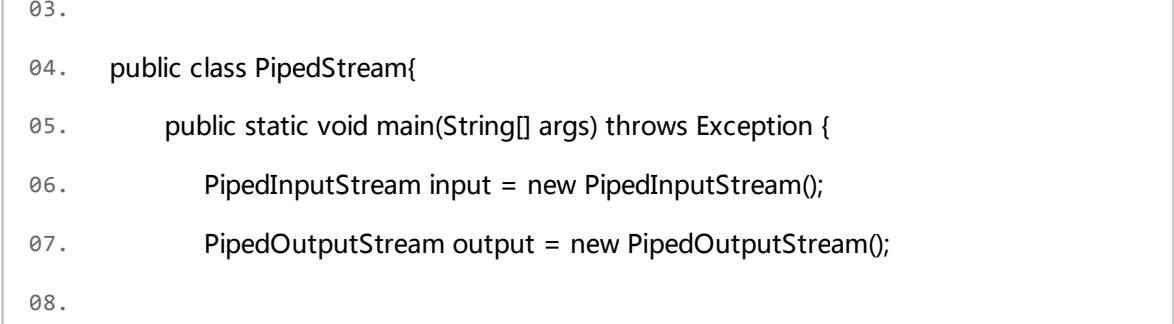 03.
04. public class PipedStream{
05. public static void main(String[] args) throws Exception {
06. PipedInputStream input = new PipedInputStream();
07. PipedOutputStream output = new PipedOutputStream();
08.